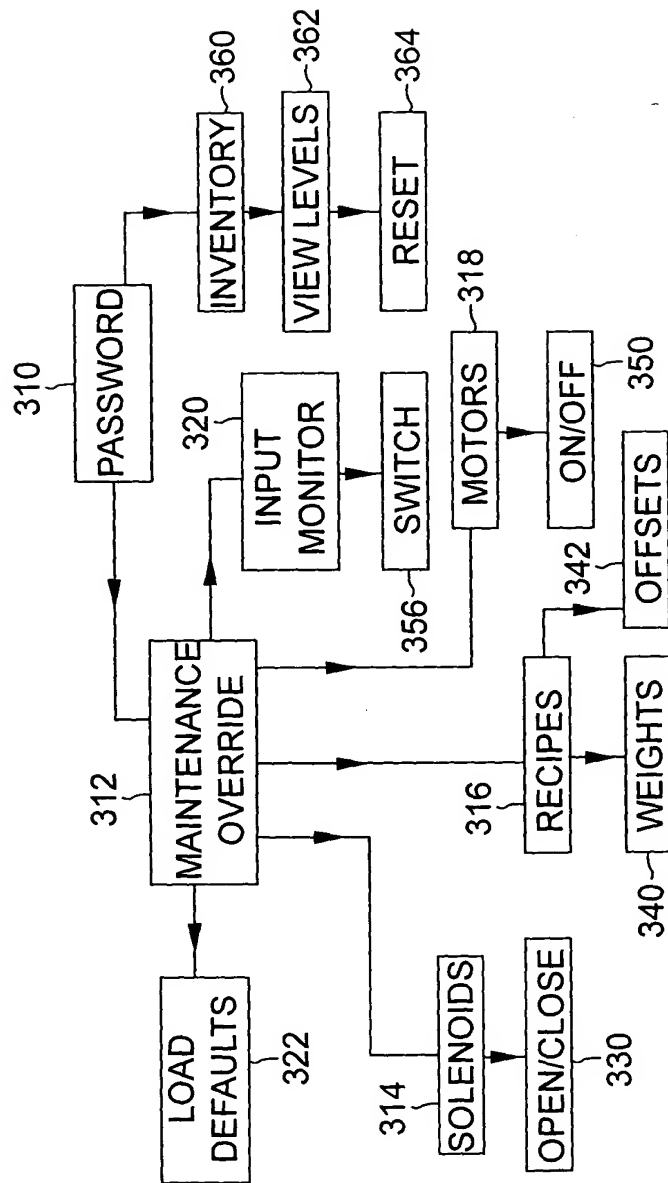 310
PASSWORD
360
INVENTORY
362
VIEW LEVELS
364
RESET
312
MAINTENANCE
OVERRIDE
320
INPUT
MONITOR
SWITCH
356
318
MOTORS
ON/OFF
350
LOAD
DEFAULTS
322
316
RECIPES
342
OFFSETS
340
WEIGHTS
314
SOLENOIDS
OPEN/CLOSE
330